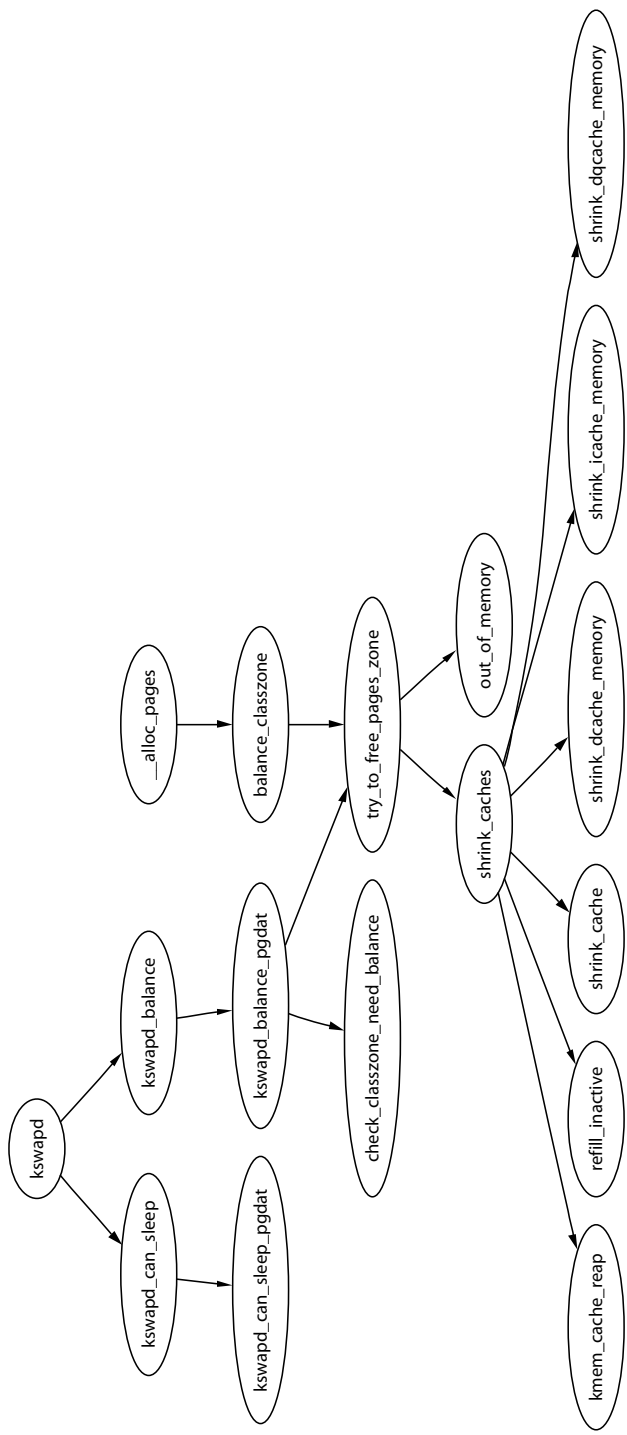 kswapd
kswapd_can_sleep
kswapd_balance
__alloc_pages
kswapd_can_sleep_pgdat
kswapd_balance_pgdat
balance_classzone
check_classzone_need_balance
try_to_free_pages_zone
shrink_caches
out_of_memory
kmem_cache_reap
refill_inactive
shrink_cache
shrink_dcache_memory
shrink_icache_memory
shrink_dqcache_memory